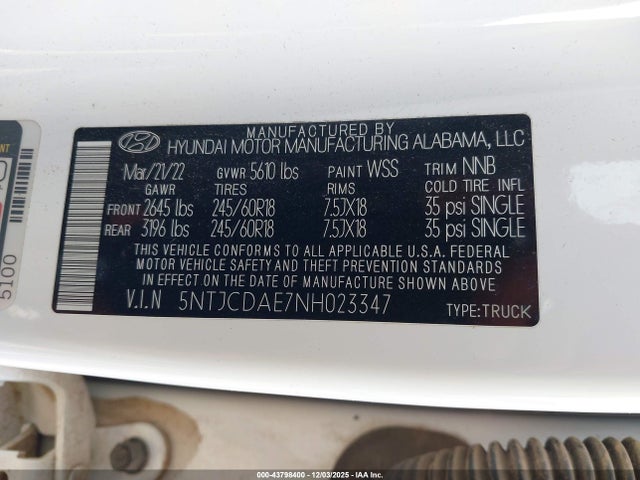 MANUFACTURED BY
HYUNDAI MOTOR MANUFACTURING ALABAMA, LLC
Mar/21/22 GVWR 5610 lbs PAINT WSS TRIM NNB
GAWR TIRES RIMS COLD TIRE INFL
FRONT 2645 lbs 245/60R18 7.5JX18 35 psi SINGLE
REAR 3196 lbs 245/60R18 7.5JX18 35 psi SINGLE
THIS VEHICLE CONFORMS TO ALL APPLICABLE U.S.A. FEDERAL
MOTOR VEHICLE SAFETY AND THEFT PREVENTION STANDARDS
IN EFFECT ON THE DATE OF MANUFACTURE SHOWN ABOVE
V.I.N 5NTJCDAE7NH023347 TYPE:TRUCK
5100
000-43798400 - 12/03/2025 - IAA Inc.